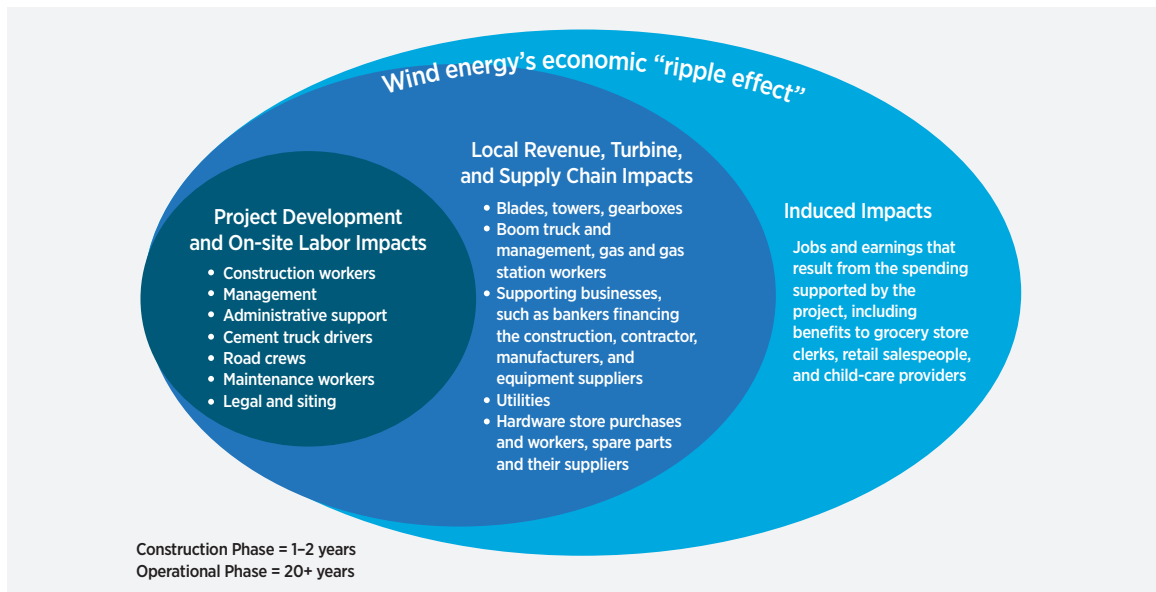 Wind energy’s economic “ripple effect”
Project Development
and On-site Labor Impacts
• Construction workers
• Management
• Administrative support
• Cement truck drivers
• Road crews
• Maintenance workers
• Legal and siting
Local Revenue, Turbine,
and Supply Chain Impacts
• Blades, towers, gearboxes
• Boom truck and
management, gas and gas
station workers
• Supporting businesses,
such as bankers financing
the construction, contractor,
manufacturers, and
equipment suppliers
• Utilities
• Hardware store purchases
and workers, spare parts
and their suppliers
Induced Impacts
Jobs and earnings that
result from the spending
supported by the
project, including
benefits to grocery store
clerks, retail salespeople,
and child-care providers
Construction Phase = 1–2 years
Operational Phase = 20+ years